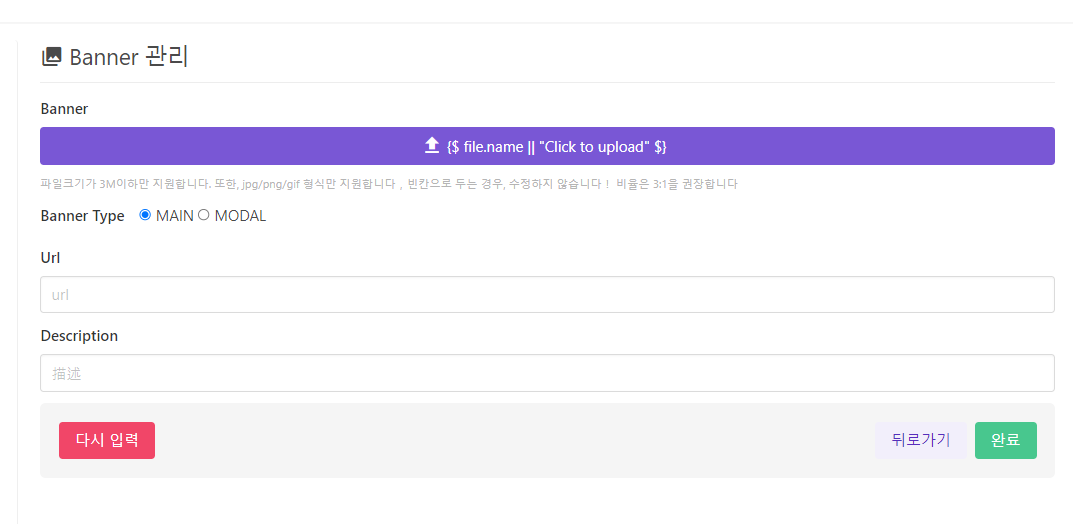 Banner 관리
Banner
{$ file.name || "Click to upload" $}
파일크기가 3M이하만 지원합니다. 또한, jpg/png/gif 형식만 지원합니다 , 빈칸으로 두는 경우, 수정하지 않습니다 ! 비율은 3:1을 권장합니다
Banner Type MAIN MODAL
Url
url
Description
描述
다시 입력 뒤로가기 완료